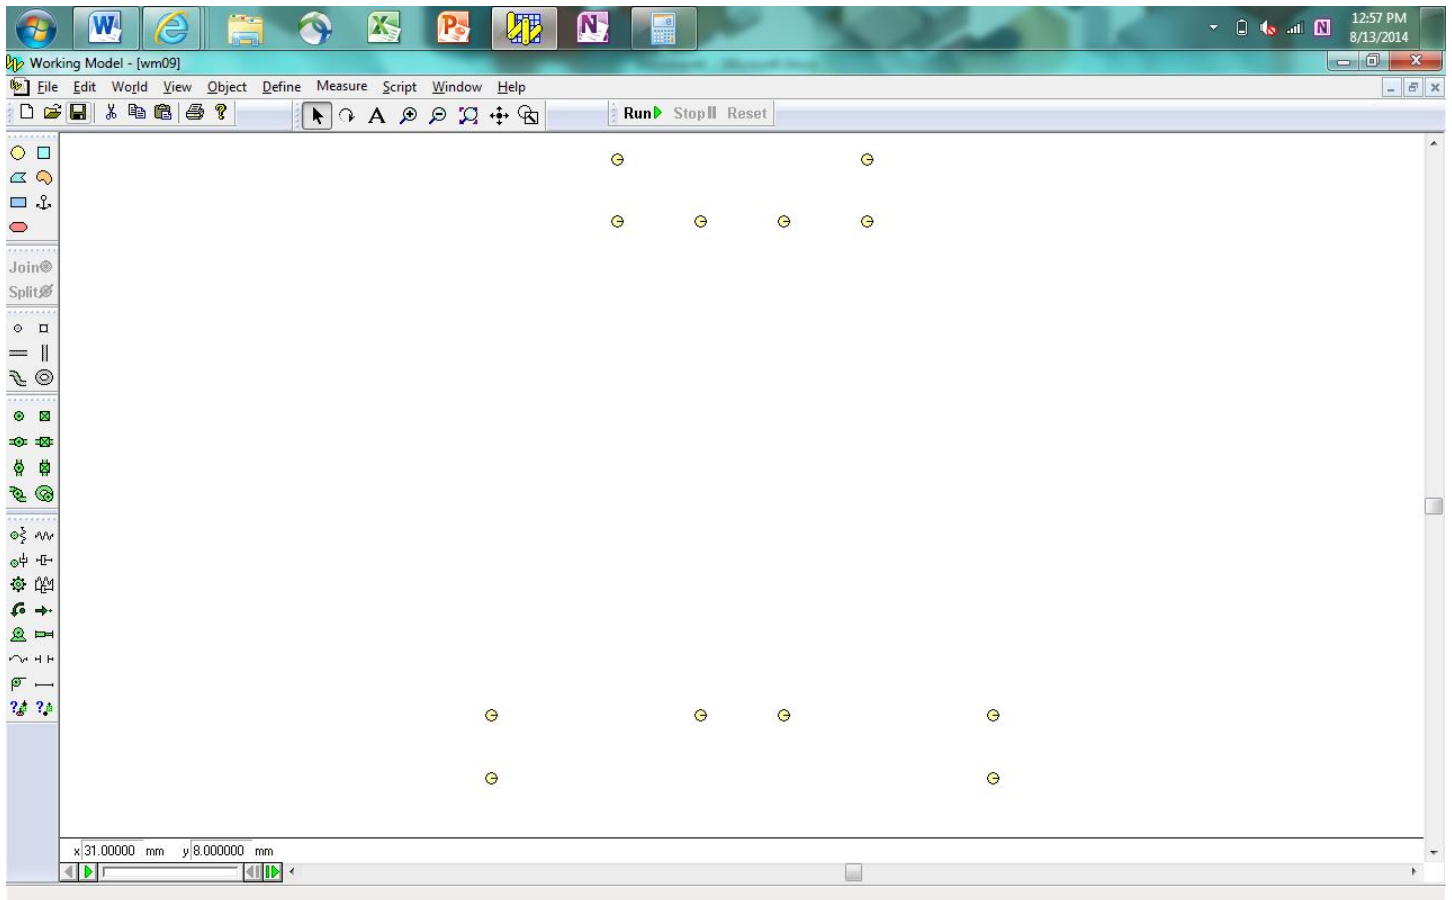 12:57 PM
8/13/2014
Working Model - [wm09]
File Edit World View Object Define Measure Script Window Help
A Run Stop Reset
Join
Split
x 31.00000 mm y 8.000000 mm